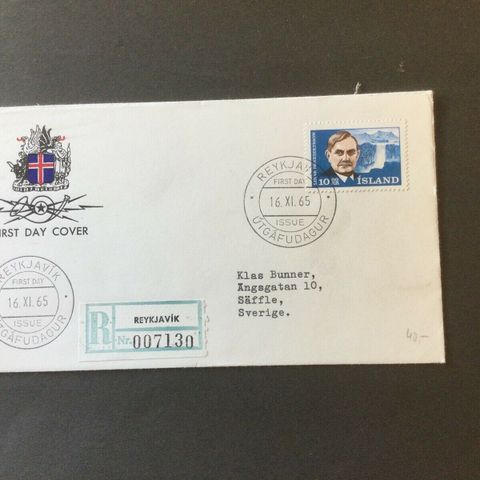 FIRST DAY COVER
REYKJAVÍK
FIRST DAY
16. XI. 65
ISSUE
ÚTGÁFUDAGUR
R
REYKJAVÍK
Nr. 007130
REYKJAVÍK
FIRST DAY
16. XI. 65
ISSUE
ÚTGÁFUDAGUR
10
ÍSLAND
Klas Bunner,
Ängsgatan 10,
Säffle,
Sverige.
40.-